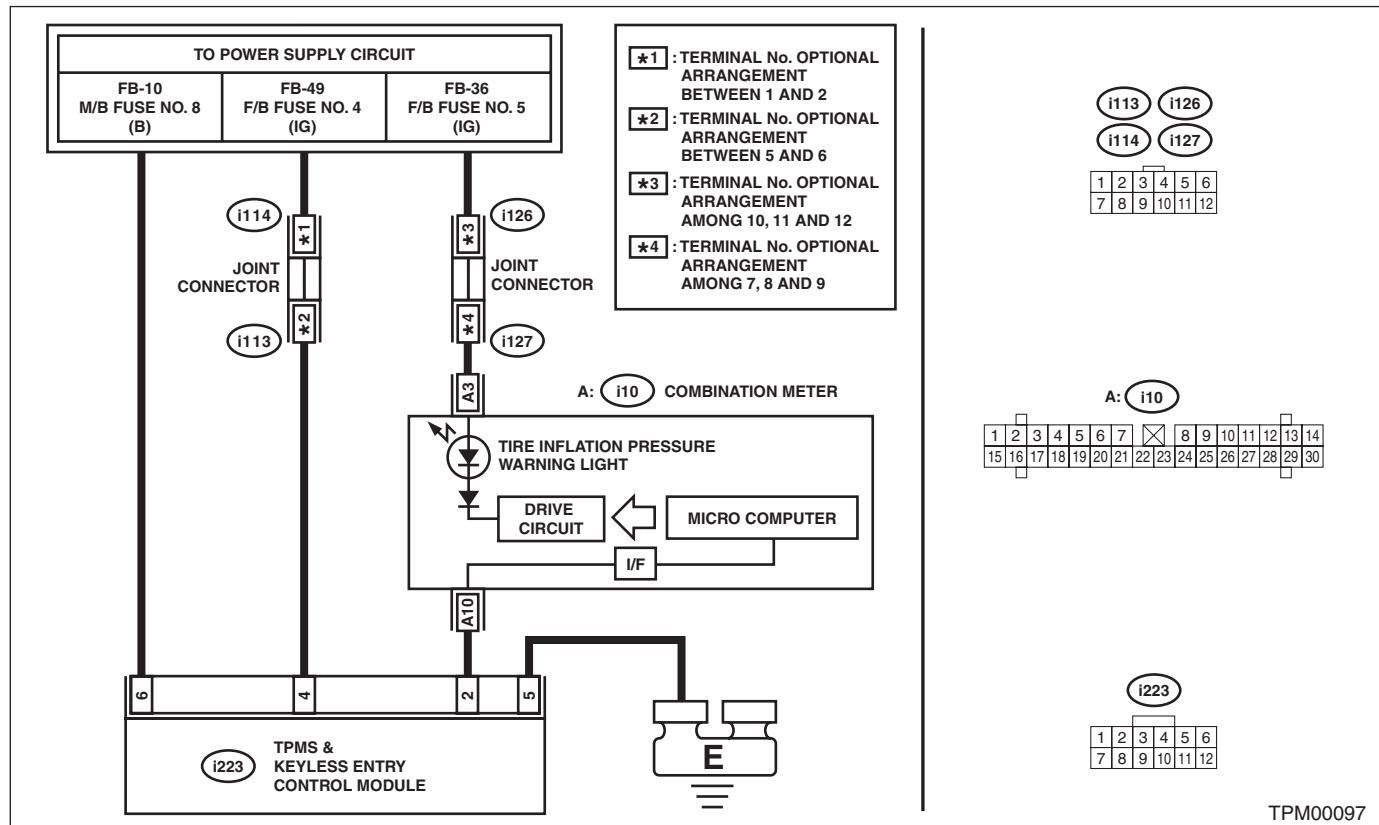 TO POWER SUPPLY CIRCUIT
FB-10
M/B FUSE NO. 8
(B)
FB-49
F/B FUSE NO. 4
(IG)
FB-36
F/B FUSE NO. 5
(IG)
*1 : TERMINAL No. OPTIONAL
ARRANGEMENT
BETWEEN 1 AND 2
*2 : TERMINAL No. OPTIONAL
ARRANGEMENT
BETWEEN 5 AND 6
*3 : TERMINAL No. OPTIONAL
ARRANGEMENT
AMONG 10, 11 AND 12
*4 : TERMINAL No. OPTIONAL
ARRANGEMENT
AMONG 7, 8 AND 9
i114
*1
JOINT
CONNECTOR
*2
i113
i126
*3
JOINT
CONNECTOR
*4
i127
A3
A: i10 COMBINATION METER
TIRE INFLATION PRESSURE
WARNING LIGHT
DRIVE
CIRCUIT
MICRO COMPUTER
I/F
A10
6 4 2 5
i223
TPMS &
KEYLESS ENTRY
CONTROL MODULE
E
i113 i126
i114 i127
1 2 3 4 5 6
7 8 9 10 11 12
A: i10
1 2 3 4 5 6 7 8 9 10 11 12 13 14
15 16 17 18 19 20 21 22 23 24 25 26 27 28 29 30
i223
1 2 3 4 5 6
7 8 9 10 11 12
TPM00097